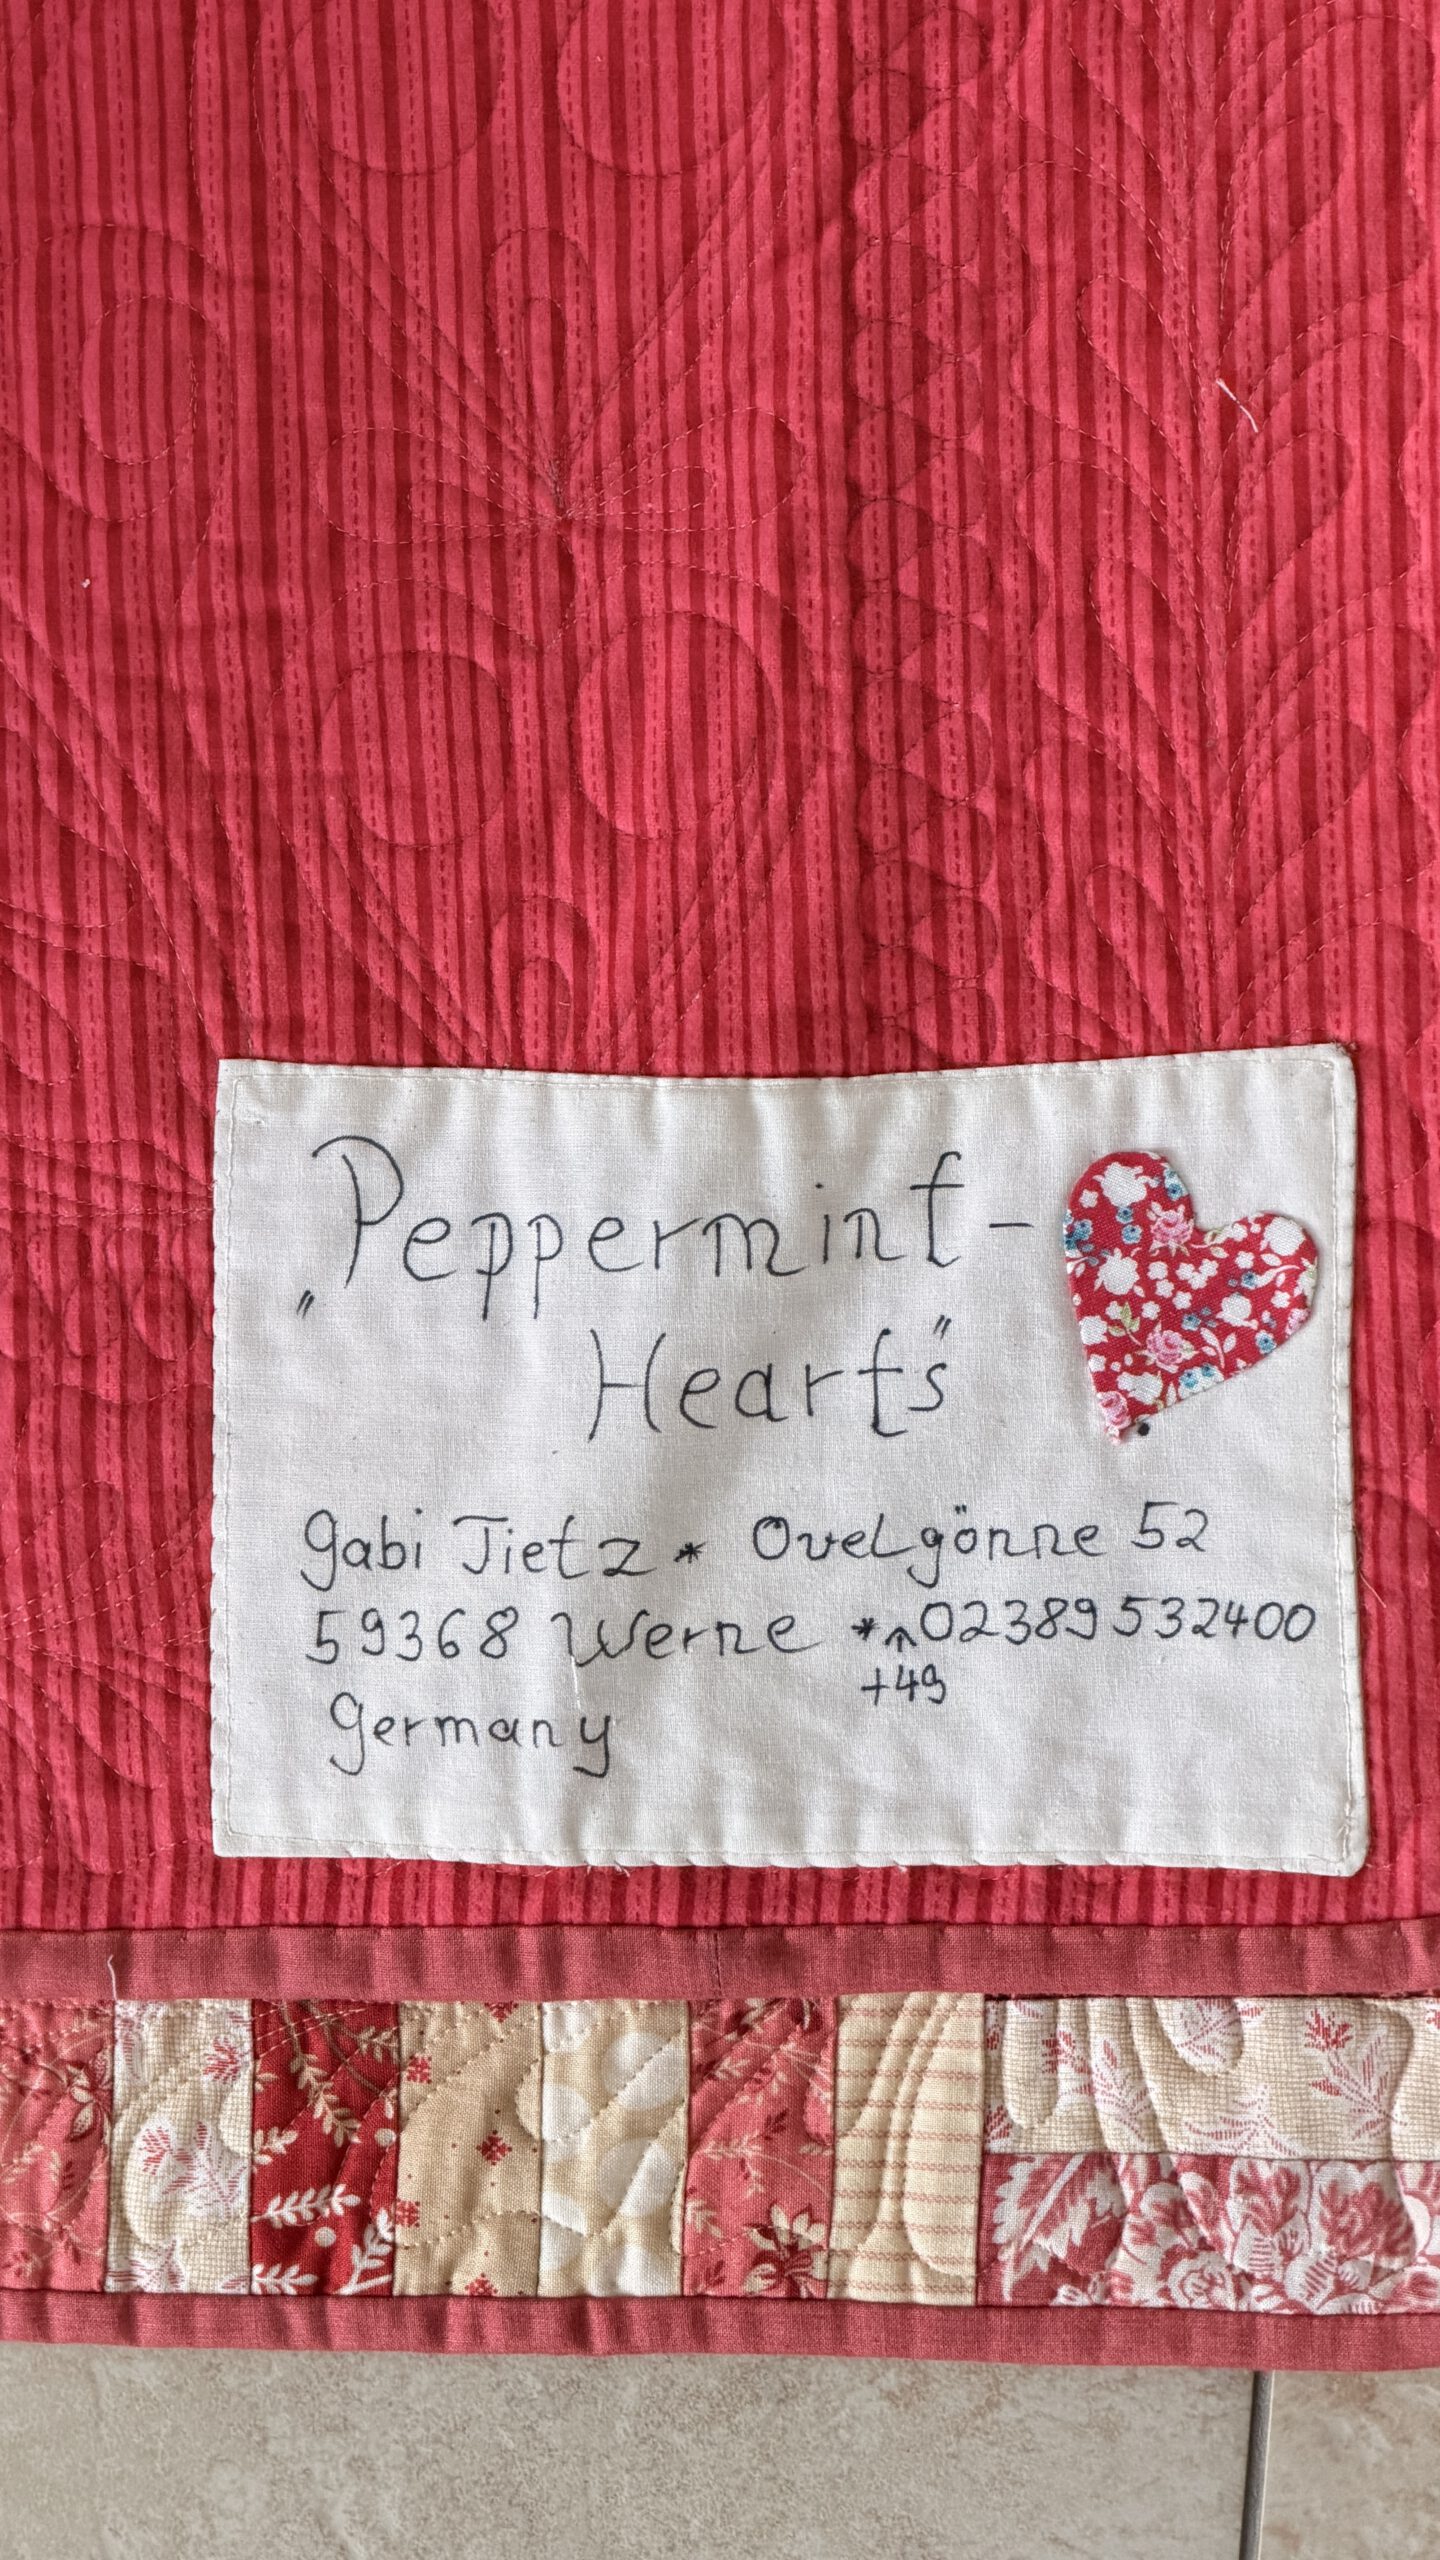 „Peppermint-
Hearts"
Gabi Tietz * Ovelgönne 52
59368 Werne * ↑ 02389 532400
+49
Germany